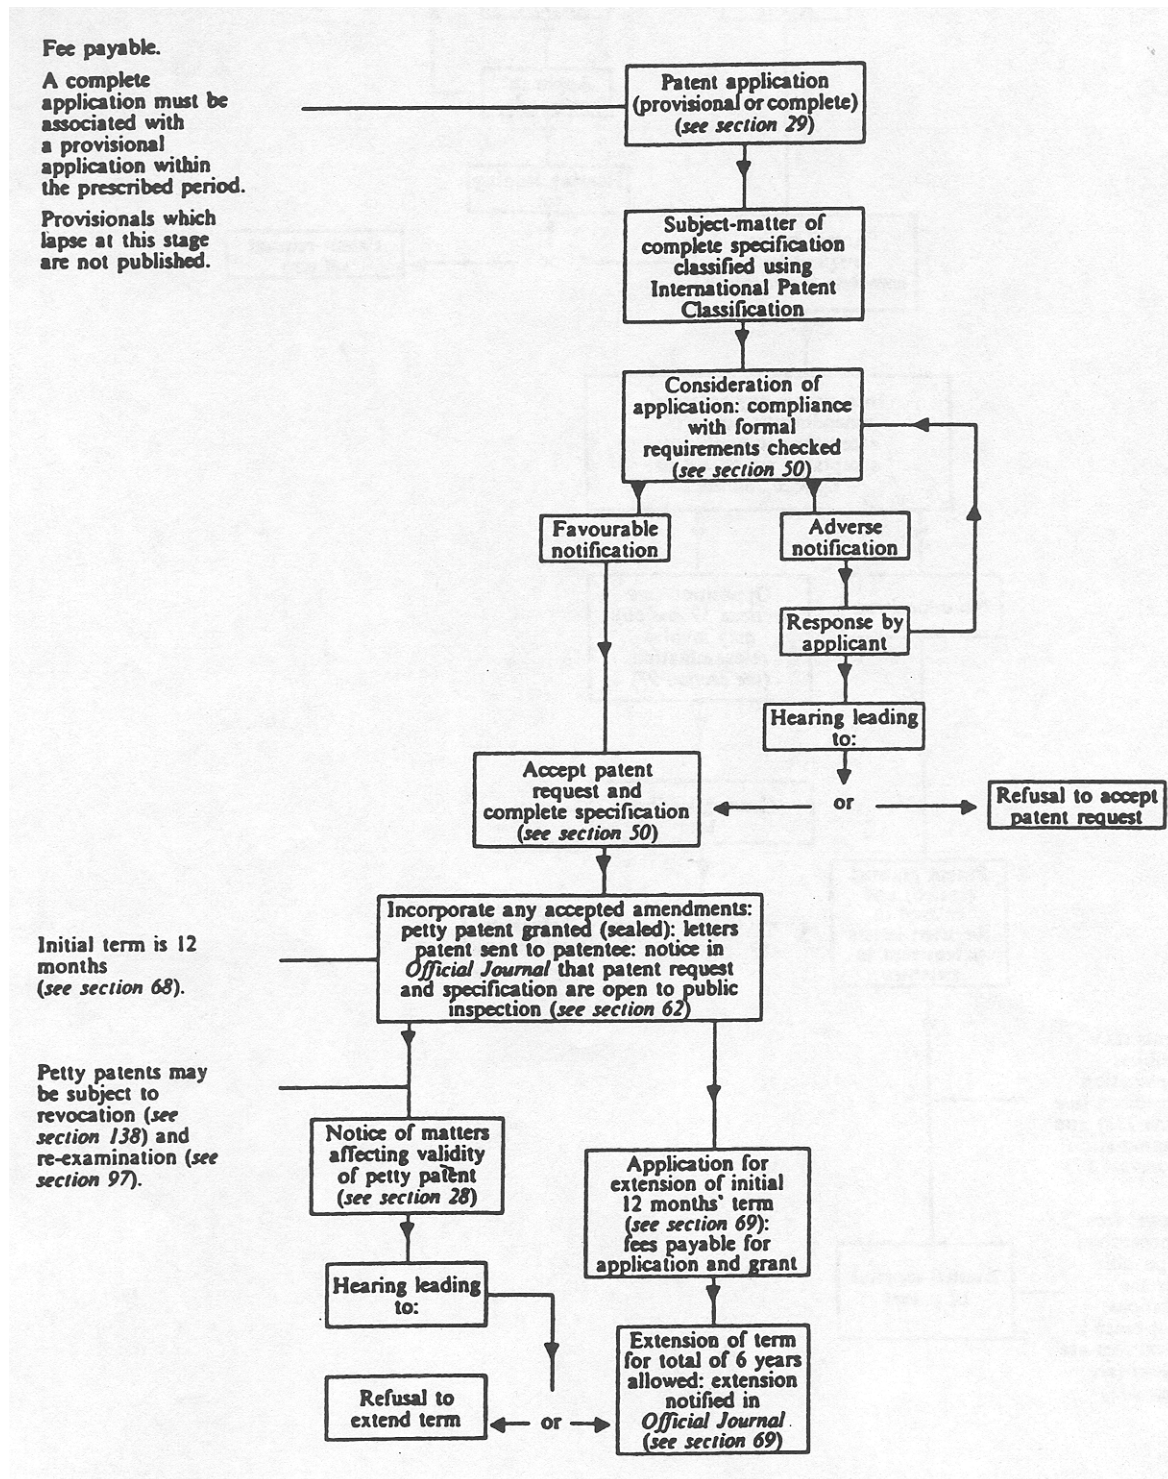 Fee payable.
A complete
application must be
associated with
a provisional
application within
the prescribed period.
Provisionals which
lapse at this stage
are not published.
Patent application
(provisional or complete)
(see section 29)
Subject-matter of
complete specification
classified using
International Patent
Classification
Consideration of
application: compliance
with formal
requirements checked
(see section 50)
Favourable
notification
Adverse
notification
Response by
applicant
Hearing leading
to:
Accept patent
request and
complete specification
(see section 50)
or
Refusal to accept
patent request
Incorporate any accepted amendments:
petty patent granted (sealed): letters
patent sent to patentee: notice in
Official Journal that patent request
and specification are open to public
inspection (see section 62)
Initial term is 12
months
(see section 68).
Petty patents may
be subject to
revocation (see
section 138) and
re-examination (see
section 97).
Notice of matters
affecting validity
of petty patent
(see section 28)
Application for
extension of initial
12 months' term
(see section 69):
fees payable for
application and grant
Hearing leading
to:
Extension of term
for total of 6 years
allowed: extension
notified in
Official Journal
(see section 69)
Refusal to
extend term
or